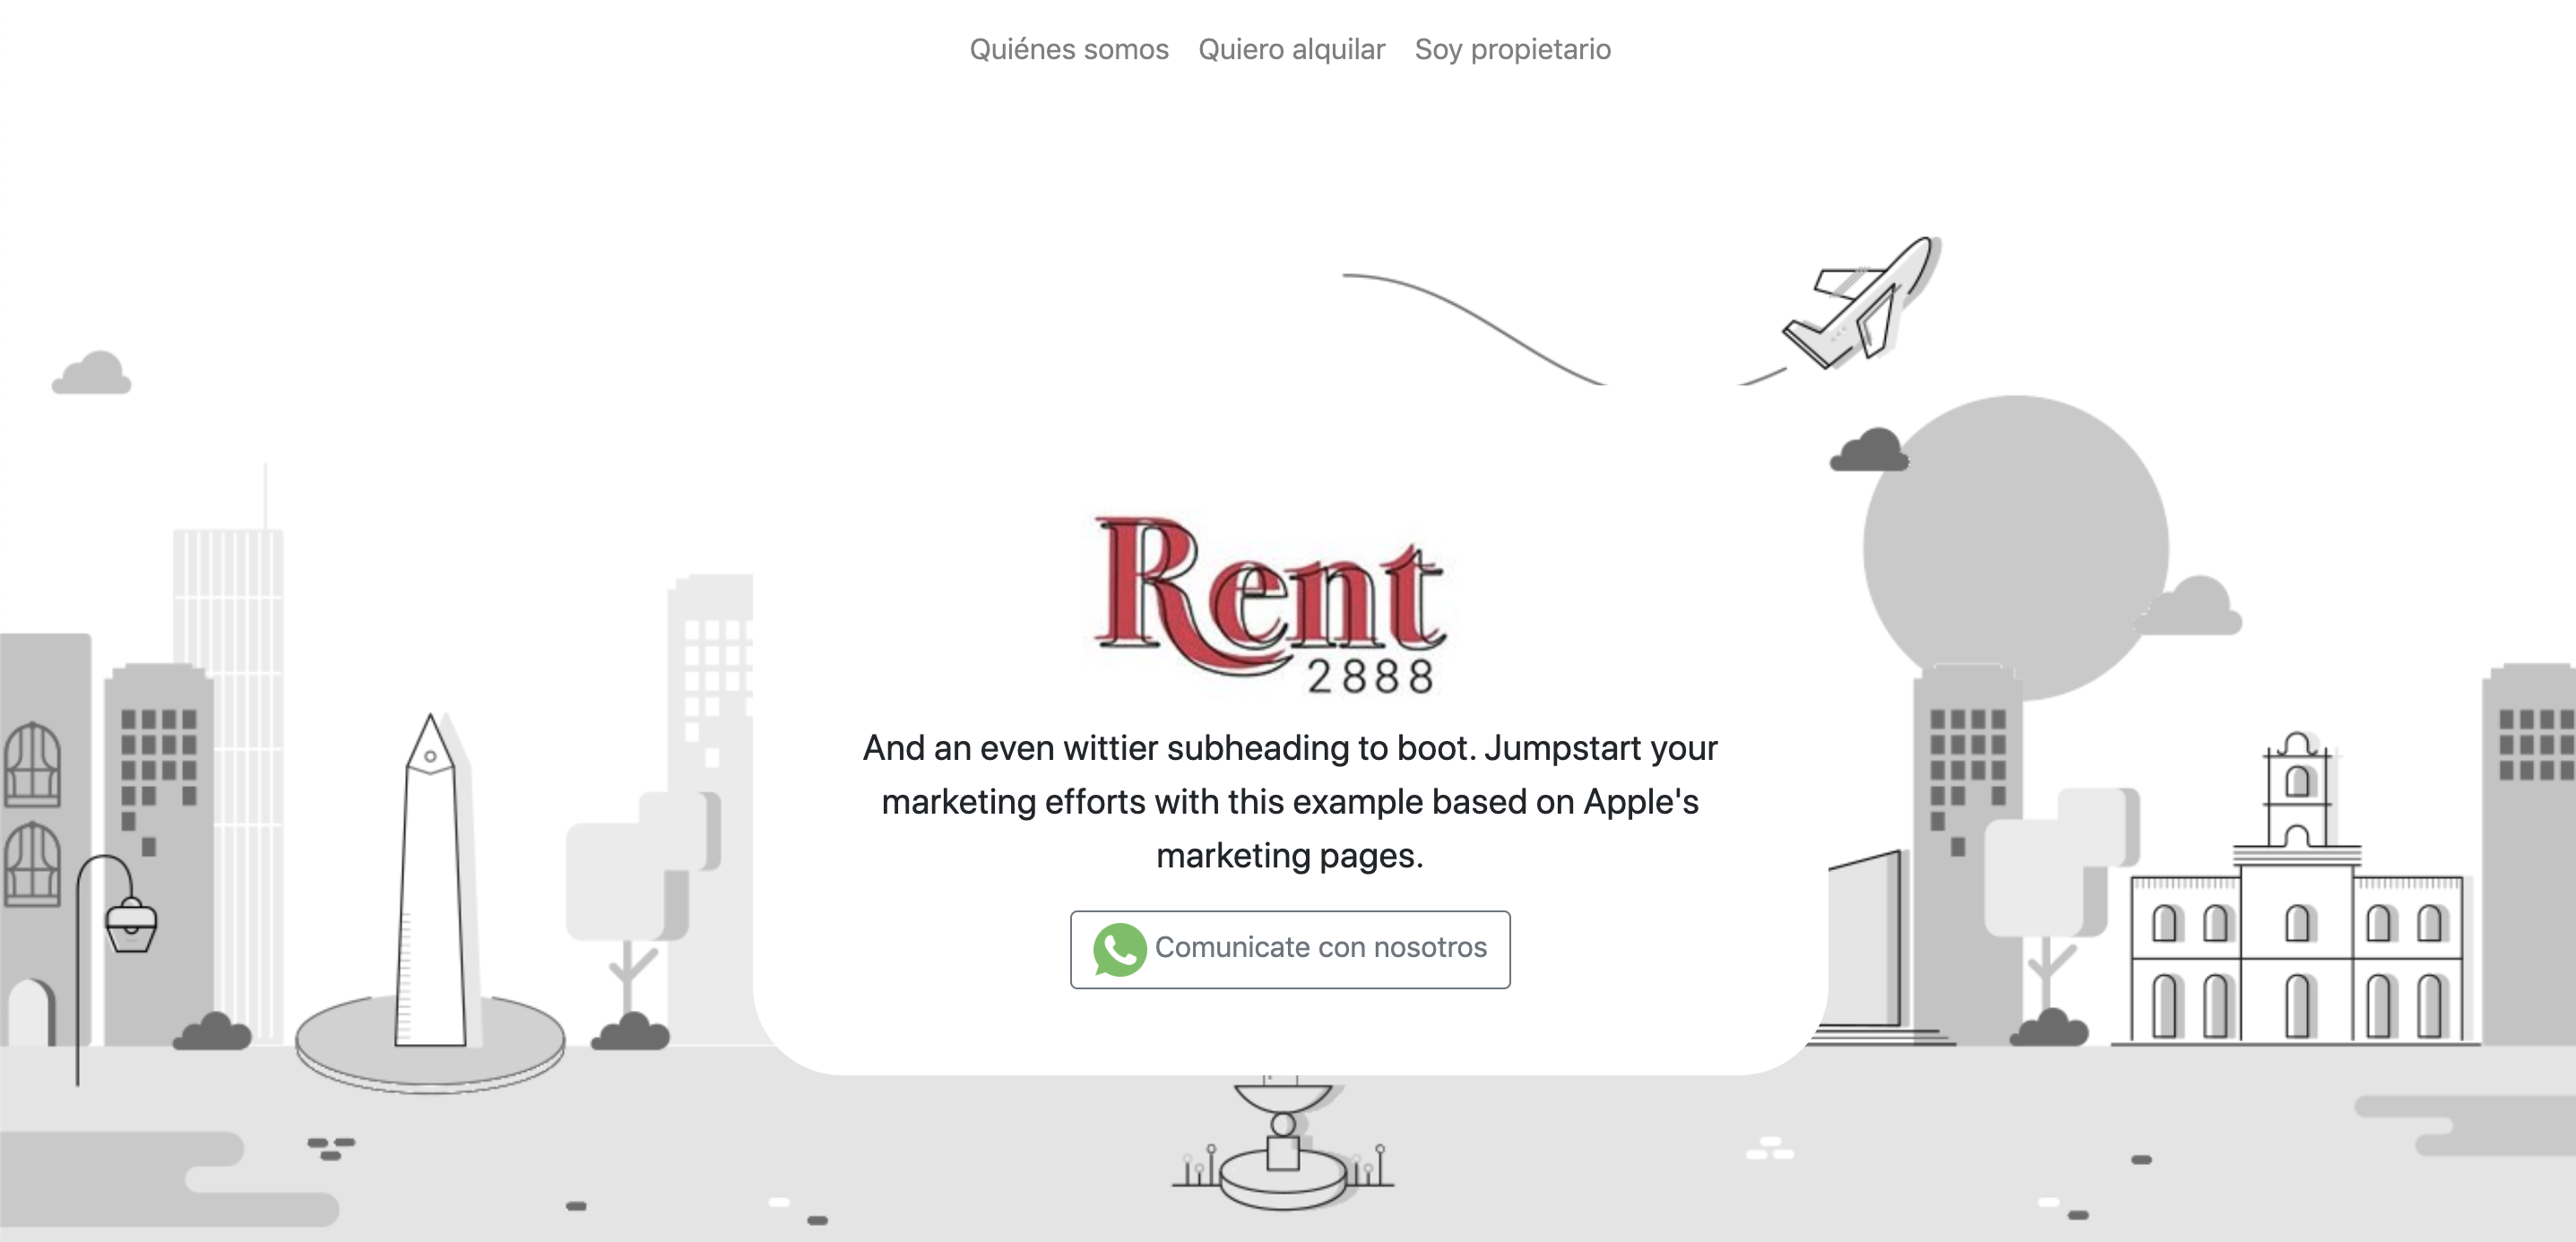 Quiénes somos Quiero alquilar Soy propietario
Rent
2888
And an even wittier subheading to boot. Jumpstart your
marketing efforts with this example based on Apple's
marketing pages.
Comunicate con nosotros